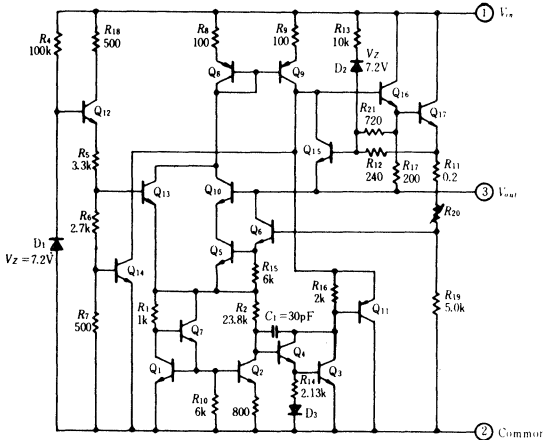 ① Vin
R4
100k
R18
500
R8
100
R9
100
R13
10k
VZ
7.2V
D2
Q8
Q9
Q16
Q12
R21
720
Q17
Q15
R5
3.3k
R12
240
R17
200
R11
0.2
Q13
Q10
③ Vout
R6
2.7k
Q6
R20
D1
VZ = 7.2V
Q5
Q14
R15
6k
R16
2k
R19
5.0k
R7
500
R1
1k
R2
23.8k
C1 = 30pF
Q11
Q7
Q4
Q1
Q2
Q3
R14
2.13k
R10
6k
800
D3
② Common